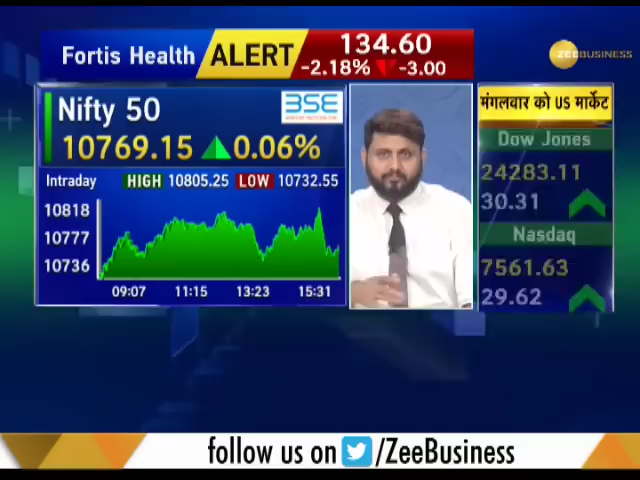 Fortis Health ALERT 134.60
-2.18% -3.00
ZEEBUSINESS
Nifty 50
BSE
10769.15 0.06%
Intraday HIGH 10805.25 LOW 10732.55
10818
10777
10736
09:07 11:15 13:23 15:31
मंगलवार को US मार्केट
Dow Jones
24283.11
30.31
Nasdaq
7561.63
29.62
follow us on /ZeeBusiness